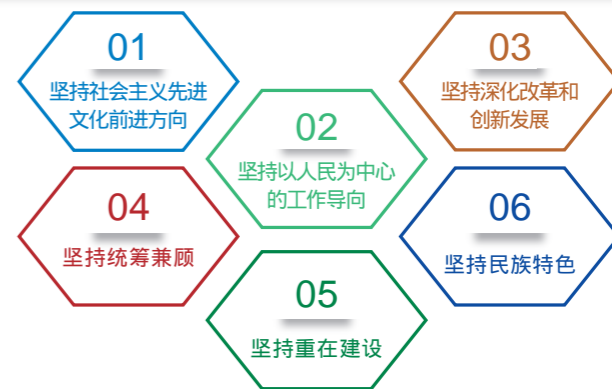 01
坚持社会主义先进
文化前进方向
02
坚持以人民为中心
的工作导向
03
坚持深化改革和
创新发展
04
坚持统筹兼顾
05
坚持重在建设
06
坚持民族特色